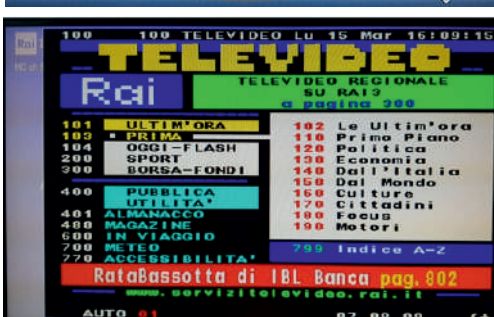 100 100 TELEVIDEO Lu 15 Mar 16:09:15
TELEVIDEO
Rai
TELEVIDEO REGIONALE
SU RAI3
a pagina 300
101 ULTIM'ORA
103 PRIMA
104 OGGI-FLASH
200 SPORT
300 BORSA-FONDI
400 PUBBLICA
UTILITA'
401 ALMANACCO
480 MAGAZINE
600 IN VIAGGIO
700 METEO
770 ACCESSIBILITA'
102 Le Ultim'ora
110 Primo Piano
120 Politica
130 Economia
140 Dall'Italia
150 Dal Mondo
160 Culture
170 Cittadini
180 Focus
190 Motori
799 Indice A-Z
RataBassotta di IBL Banca pag.802
www.servizitelevideo.rai.it
AUTO 01